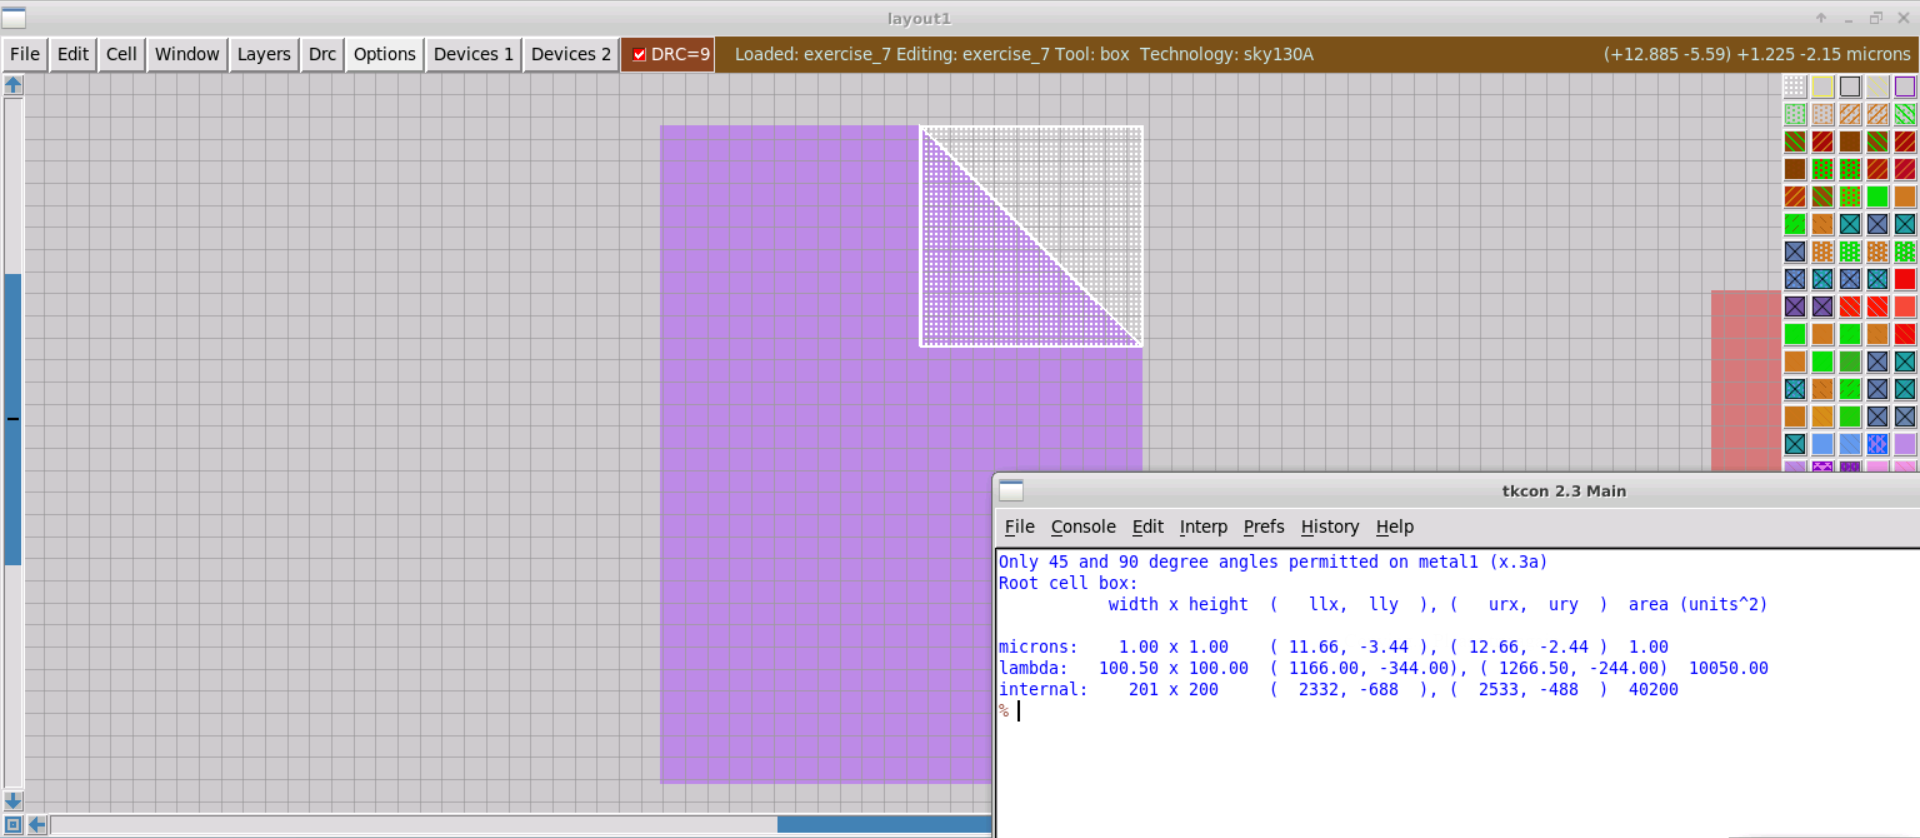 layout1
File Edit Cell Window Layers Drc Options Devices 1 Devices 2 DRC=9 Loaded: exercise_7 Editing: exercise_7 Tool: box Technology: sky130A (+12.885 -5.59) +1.225 -2.15 microns
tkcon 2.3 Main
File Console Edit Interp Prefs History Help
Only 45 and 90 degree angles permitted on metal1 (x.3a)
Root cell box:
width x height ( llx, lly ), ( urx, ury ) area (units^2)
microns: 1.00 x 1.00 ( 11.66, -3.44 ), ( 12.66, -2.44 ) 1.00
lambda: 100.50 x 100.00 ( 1166.00, -344.00), ( 1266.50, -244.00) 10050.00
internal: 201 x 200 ( 2332, -688 ), ( 2533, -488 ) 40200
%